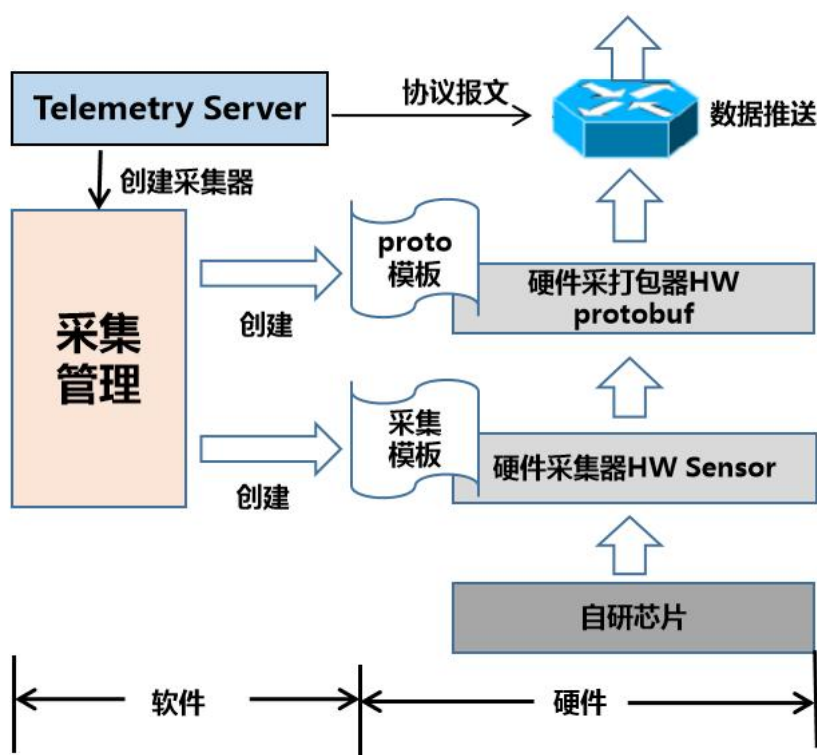 Telemetry Server
协议报文
数据推送
创建采集器
proto
模板
硬件采打包器HW
protobuf
创建
采集
管理
采集
模板
硬件采集器HW Sensor
创建
自研芯片
软件
硬件